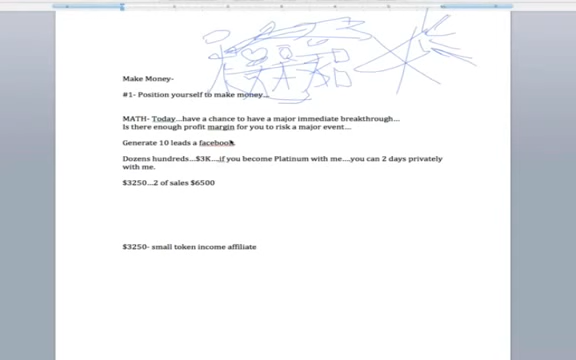 Make Money-
#1- Position yourself to make money...
MATH- Today...have a chance to have a major immediate breakthrough...
Is there enough profit margin for you to risk a major event...
Generate 10 leads a facebook
Dozens hundreds...$3K....if you become Platinum with me....you can 2 days privately
with me.
$3250...2 of sales $6500
$3250- small token income affiliate